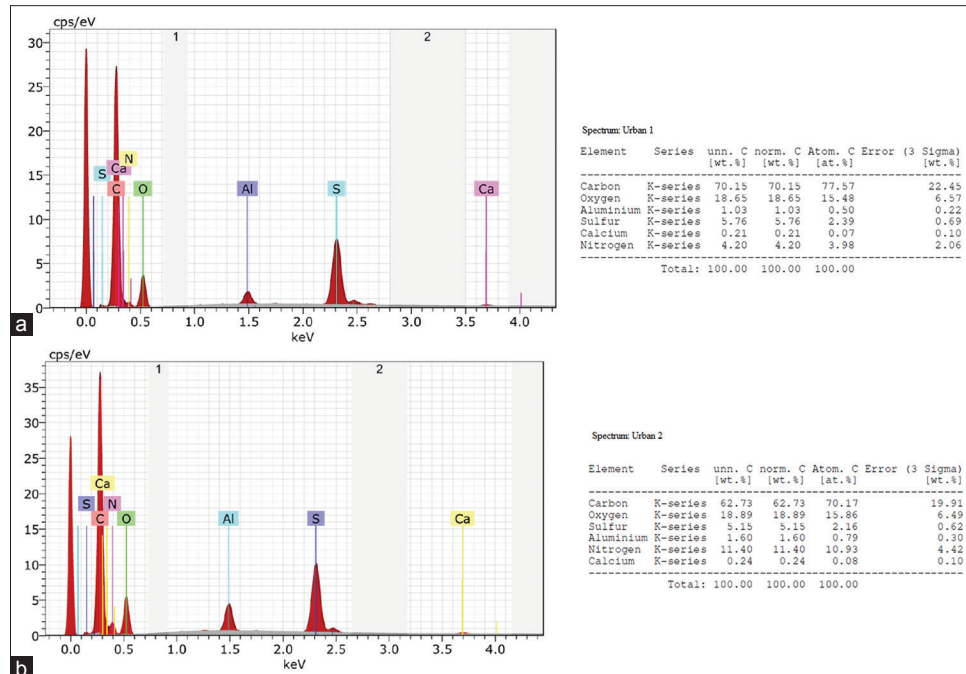 cps/eV
1
2
30
25
20
15
10
5
0
S
Ca
N
C
O
Al
S
Ca
0.0 0.5 1.0 1.5 2.0 2.5 3.0 3.5 4.0
keV
a
Spectrum: Urban 1
Element Series unn. C norm. C Atom. C Error (3 Sigma)
[wt.%] [wt.%] [at.%] [wt.%]
Carbon K-series 70.15 70.15 77.57 22.45
Oxygen K-series 18.65 18.65 15.48 6.57
Aluminium K-series 1.03 1.03 0.50 0.22
Sulfur K-series 5.76 5.76 2.39 0.69
Calcium K-series 0.21 0.21 0.07 0.10
Nitrogen K-series 4.20 4.20 3.98 2.06
Total: 100.00 100.00 100.00
cps/eV
1
2
35
30
25
20
15
10
5
0
Ca
S
N
C
O
Al
S
Ca
0.0 0.5 1.0 1.5 2.0 2.5 3.0 3.5 4.0
keV
b
Spectrum: Urban 2
Element Series unn. C norm. C Atom. C Error (3 Sigma)
[wt.%] [wt.%] [at.%] [wt.%]
Carbon K-series 62.73 62.73 70.17 19.91
Oxygen K-series 18.89 18.89 15.86 6.49
Sulfur K-series 5.15 5.15 2.16 0.62
Aluminium K-series 1.60 1.60 0.79 0.30
Nitrogen K-series 11.40 11.40 10.93 4.42
Calcium K-series 0.24 0.24 0.08 0.10
Total: 100.00 100.00 100.00